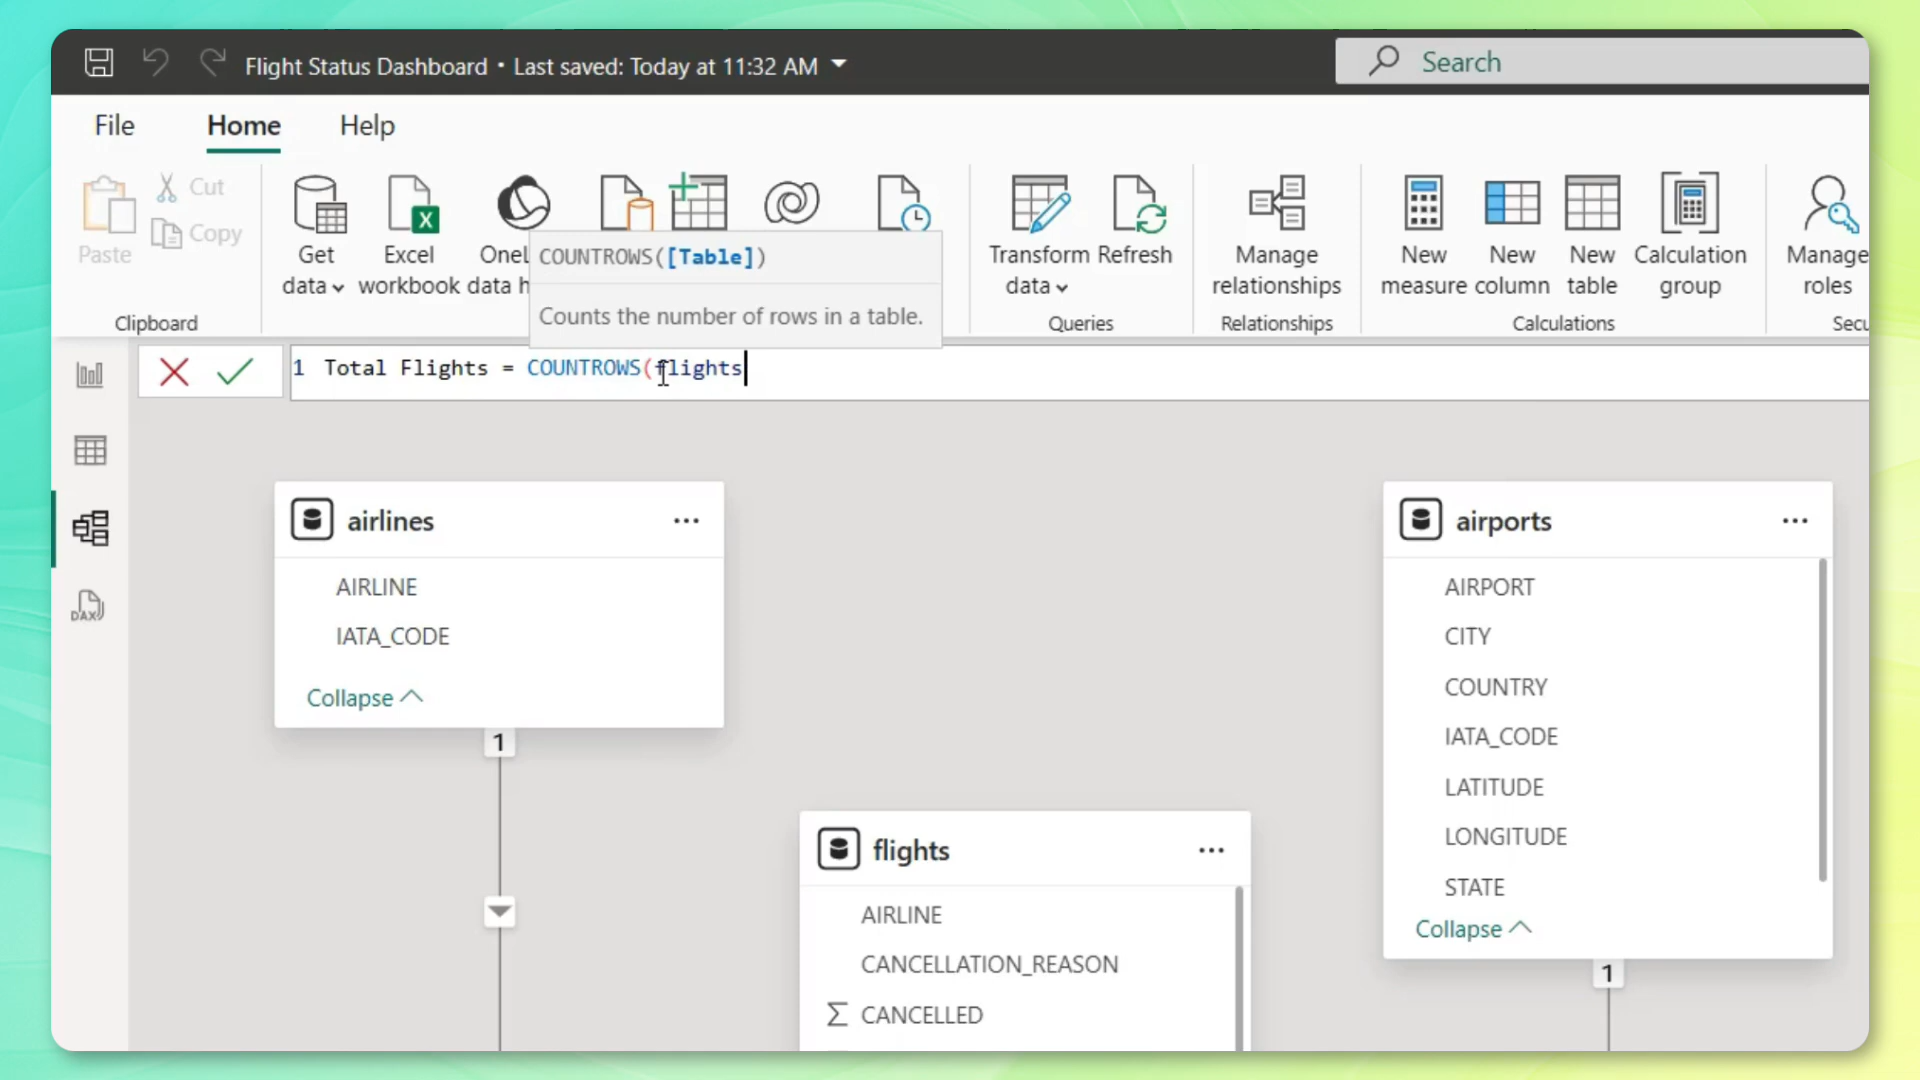 Flight Status Dashboard • Last saved: Today at 11:32 AM
Search
File Home Help
Paste
Cut
Copy
Clipboard
Get data
Excel workbook
OneL
data h
Transform data
Refresh
Queries
Manage relationships
Relationships
New measure
New column
New table
Calculation group
Calculations
Manage roles
Secu
COUNTROWS([Table])
Counts the number of rows in a table.
1 Total Flights = COUNTROWS(flights
DAX
airlines
AIRLINE
IATA_CODE
Collapse
1
airports
AIRPORT
CITY
COUNTRY
IATA_CODE
LATITUDE
LONGITUDE
STATE
Collapse
1
flights
AIRLINE
CANCELLATION_REASON
CANCELLED